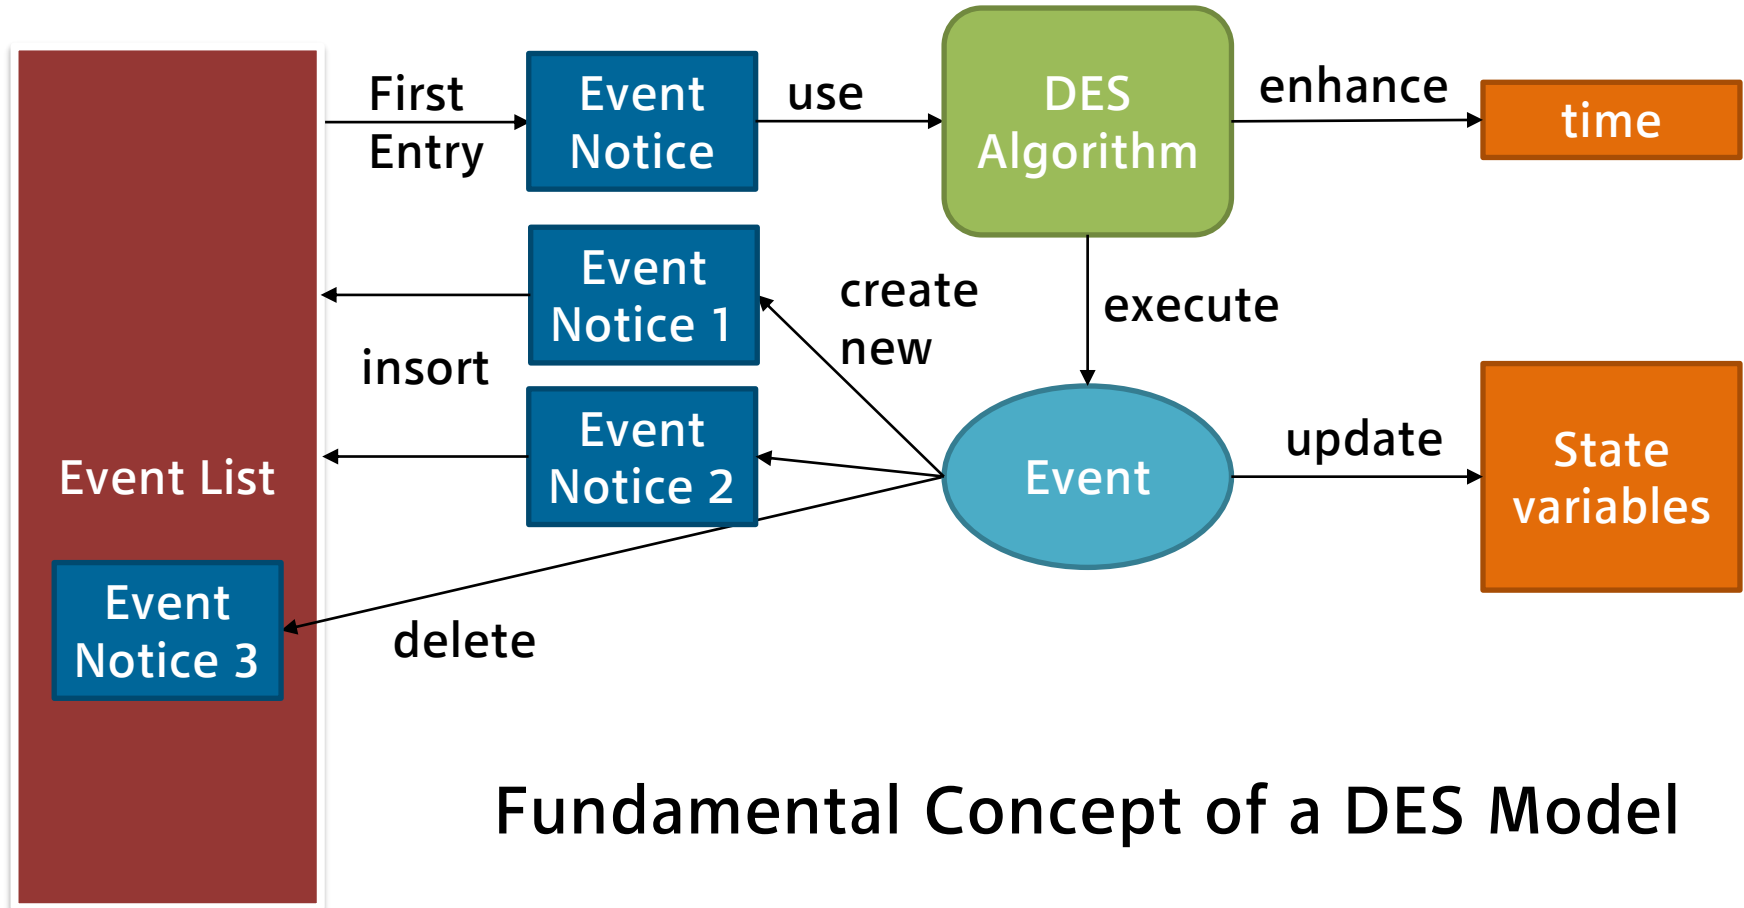 First
Entry
Event
Notice
use
DES
Algorithm
enhance
time
Event
Notice 1
create
new
execute
insort
Event
Notice 2
Event List
Event
update
State
variables
Event
Notice 3
delete
Fundamental Concept of a DES Model